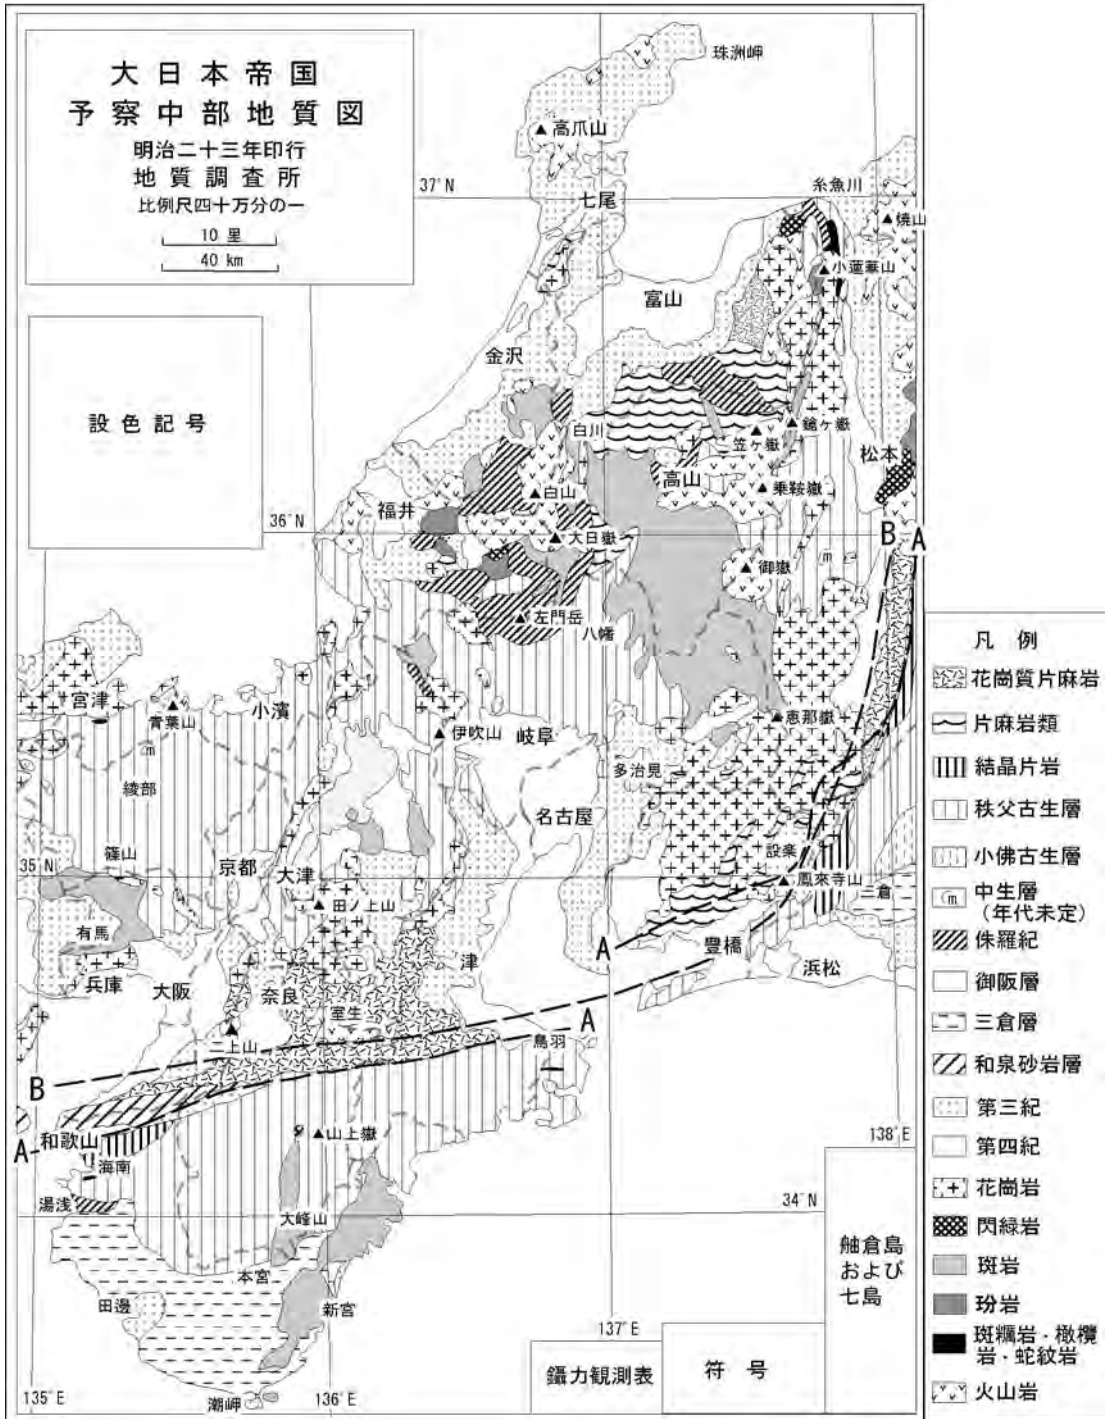 大日本帝国
予察中部地質図
明治二十三年印行
地質調査所
比例尺四十万分の一
10 里
40 km
設色記号
珠洲岬
高爪山
37°N
七尾
糸魚川
焼山
小蓮華山
富山
金沢
白川
笠ヶ嶽
鎗ヶ嶽
松本
高山
白山
乗鞍嶽
福井
36°N
大日嶽
B
A
m
御嶽
左門岳
八幡
宮津
青葉山
小濱
伊吹山
岐阜
恵那嶽
m
多治見
綾部
名古屋
設楽
篠山
35°N
京都
大津
鳳來寺山
三倉
田ノ上山
有馬
豊橋
津
A
浜松
兵庫
大阪
奈良
室生
二上山
A
鳥羽
B
和歌山
山上嶽
138°E
A
海南
湯浅
34°N
大峰山
舳倉島
および
七島
本宮
田邊
新宮
137°E
鑷力観測表
符号
135°E
136°E
潮岬
凡例
花崗質片麻岩
片麻岩類
結晶片岩
秩父古生層
小佛古生層
m
中生層
(年代未定)
侏羅紀
御阪層
三倉層
和泉砂岩層
第三紀
第四紀
花崗岩
閃緑岩
斑岩
玢岩
斑糲岩・橄欖
岩・蛇紋岩
火山岩